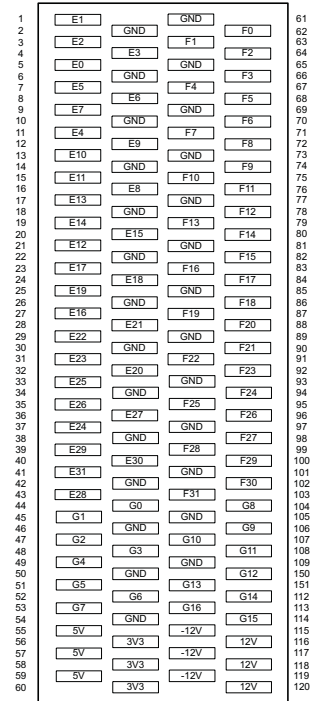 1 E1 GND 61
2 GND F0 62
3 E2 F1 63
4 E3 F2 64
5 E0 GND 65
6 GND F3 66
7 E5 F4 67
8 E6 F5 68
9 E7 GND 69
10 GND F6 70
11 E4 F7 71
12 E9 F8 72
13 E10 GND 73
14 GND F9 74
15 E11 F10 75
16 E8 F11 76
17 E13 GND 77
18 GND F12 78
19 E14 F13 79
20 E15 F14 80
21 E12 GND 81
22 GND F15 82
23 E17 F16 83
24 E18 F17 84
25 E19 GND 85
26 GND F18 86
27 E16 F19 87
28 E21 F20 88
29 E22 GND 89
30 GND F21 90
31 E23 F22 91
32 E20 F23 92
33 E25 GND 93
34 GND F24 94
35 E26 F25 95
36 E27 F26 96
37 E24 GND 97
38 GND F27 98
39 E29 F28 99
40 E30 F29 100
41 E31 GND 101
42 GND F30 102
43 E28 F31 103
44 G0 G8 104
45 G1 GND 105
46 GND G9 106
47 G2 G10 107
48 G3 G11 108
49 G4 GND 109
50 GND G12 150
51 G5 G13 151
52 G6 G14 112
53 G7 G16 113
54 GND G15 114
55 5V -12V 115
56 3V3 12V 116
57 5V -12V 117
58 3V3 12V 118
59 5V -12V 119
60 3V3 12V 120